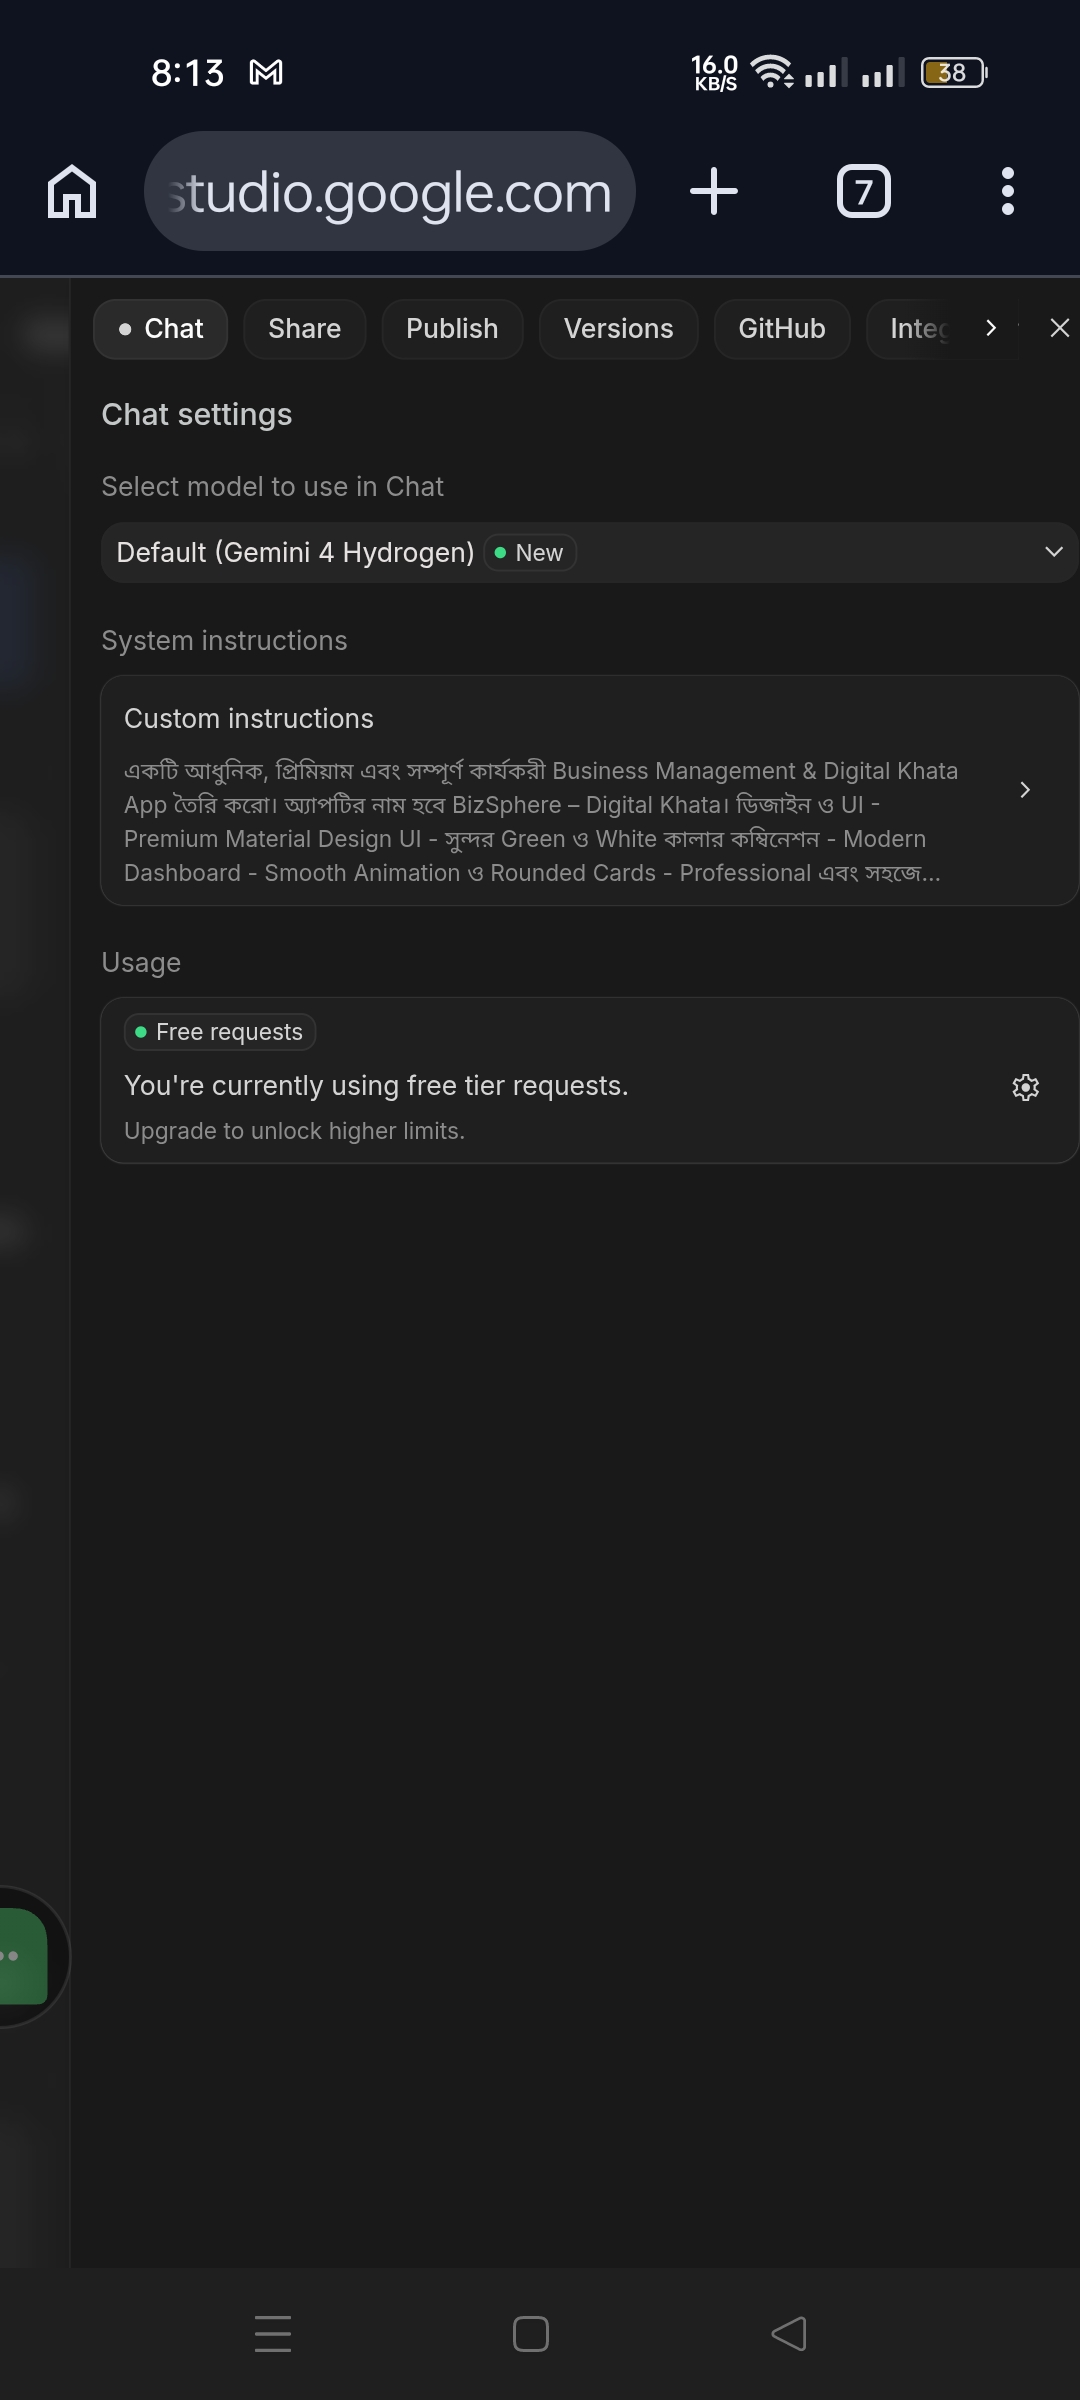 8:13
16.0
KB/S
38
studio.google.com
7
Chat
Share
Publish
Versions
GitHub
Integ
Chat settings
Select model to use in Chat
Default (Gemini 4 Hydrogen) New
System instructions
Custom instructions
একটি আধুনিক, প্রিমিয়াম এবং সম্পূর্ণ কার্যকরী Business Management & Digital Khata
App তৈরি করো। অ্যাপটির নাম হবে BizSphere – Digital Khata। ডিজাইন ও UI -
Premium Material Design UI - সুন্দর Green ও White কালার কম্বিনেশন - Modern
Dashboard - Smooth Animation ও Rounded Cards - Professional এবং সহজে...
Usage
Free requests
You're currently using free tier requests.
Upgrade to unlock higher limits.